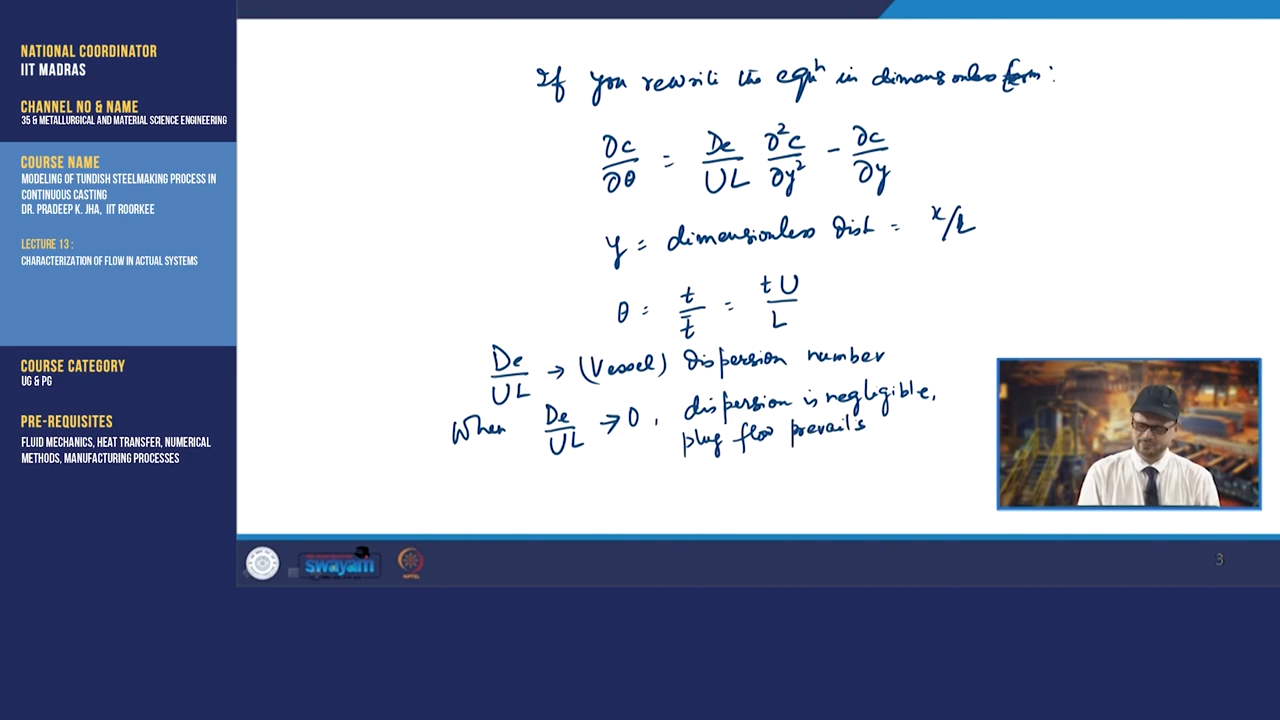 NATIONAL COORDINATOR
IIT MADRAS
CHANNEL NO & NAME
35 & METALLURGICAL AND MATERIAL SCIENCE ENGINEERING
COURSE NAME
MODELING OF TUNDISH STEELMAKING PROCESS IN
CONTINUOUS CASTING
DR. PRADEEP K. JHA, IIT ROORKEE
LECTURE 13 :
CHARACTERIZATION OF FLOW IN ACTUAL SYSTEMS
COURSE CATEGORY
UG & PG
PRE-REQUISITES
FLUID MECHANICS, HEAT TRANSFER, NUMERICAL
METHODS, MANUFACTURING PROCESSES
If you rewrite the eqⁿ in dimensionless form :
∂c/∂θ = De/UL ∂²c/∂y² - ∂c/∂y
y = dimensionless dist = x/L
θ = t/t̄ = tU/L
De/UL → (Vessel) dispersion number
When De/UL → 0, dispersion is negligible,
plug flow prevails
swayam
3